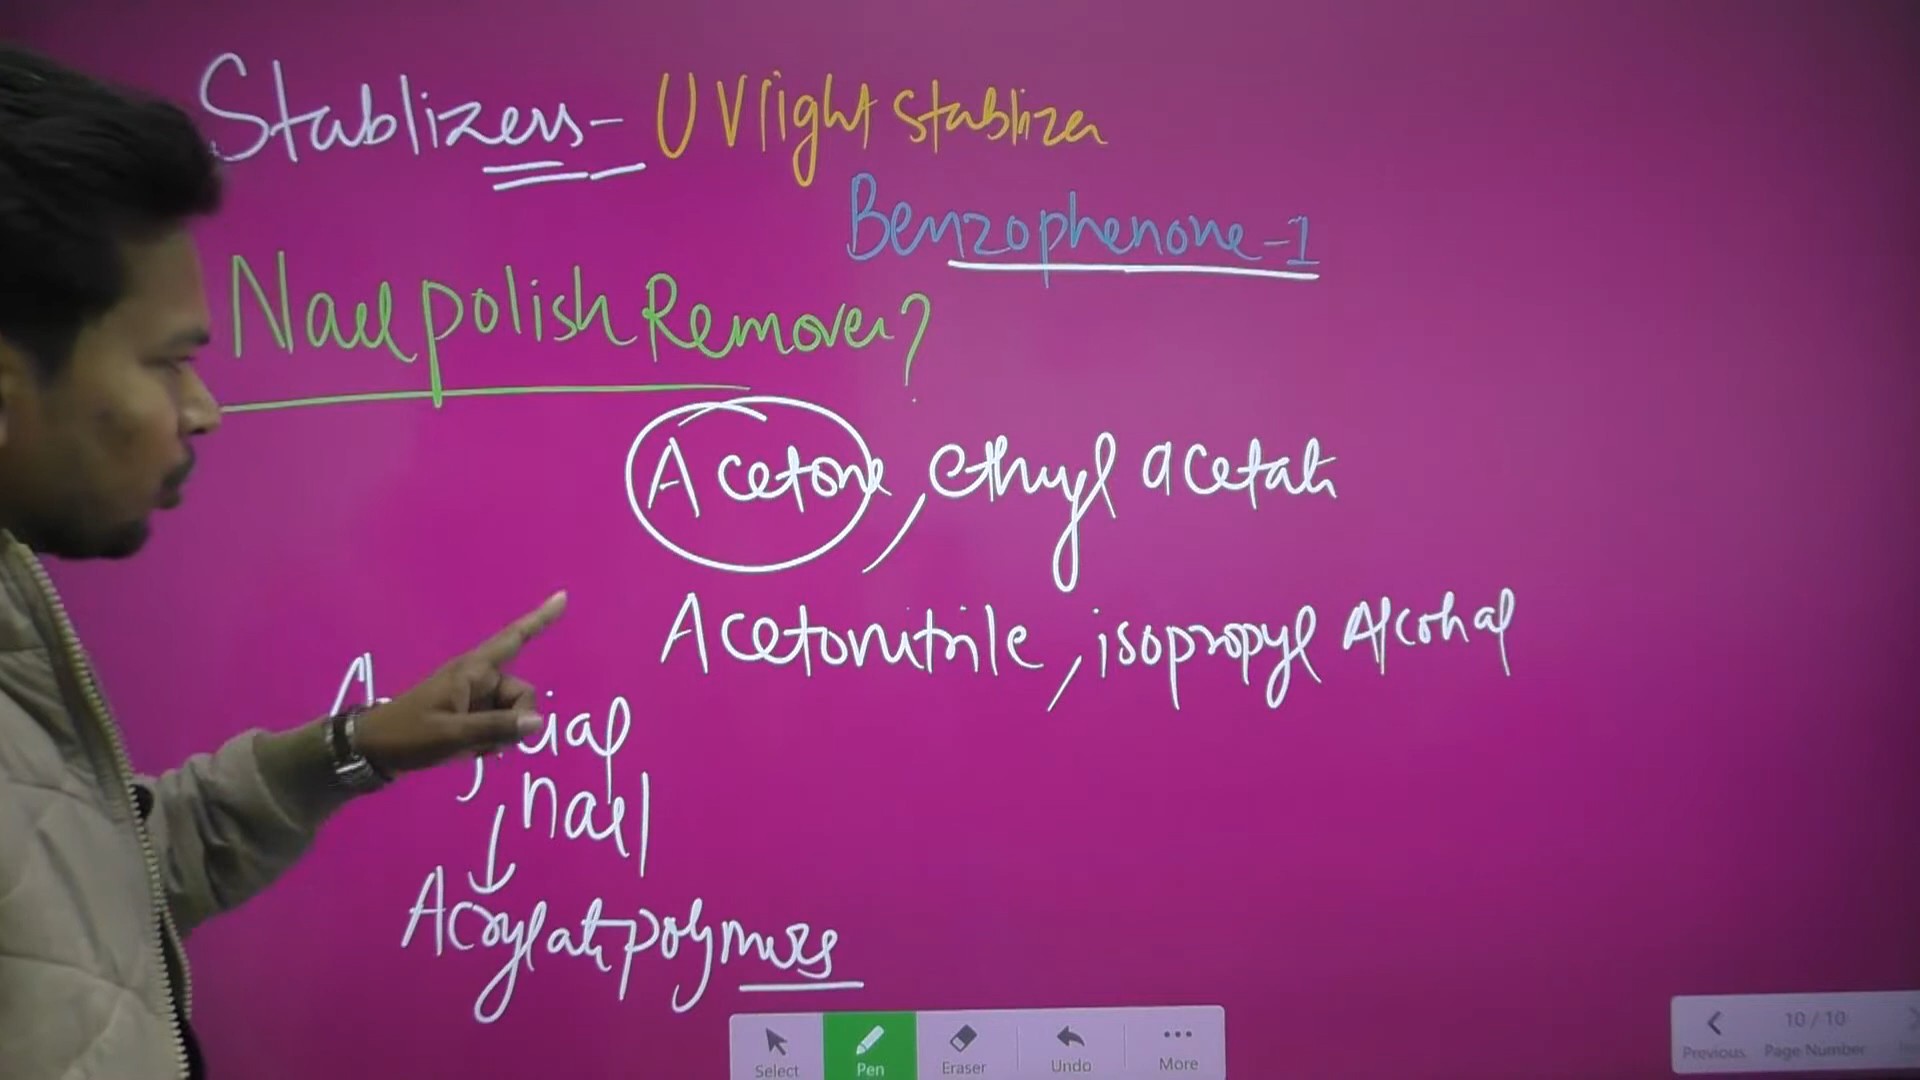 Stablizers - UV light stablizer
Benzophenone-1
Nail polish Remover?
Acetone, ethyl acetate
Acetonitrile, isopropyl Alcohal
nail
Acrylate polymers
Select
Pen
Eraser
Undo
More
10 / 10
Previous
Page Number